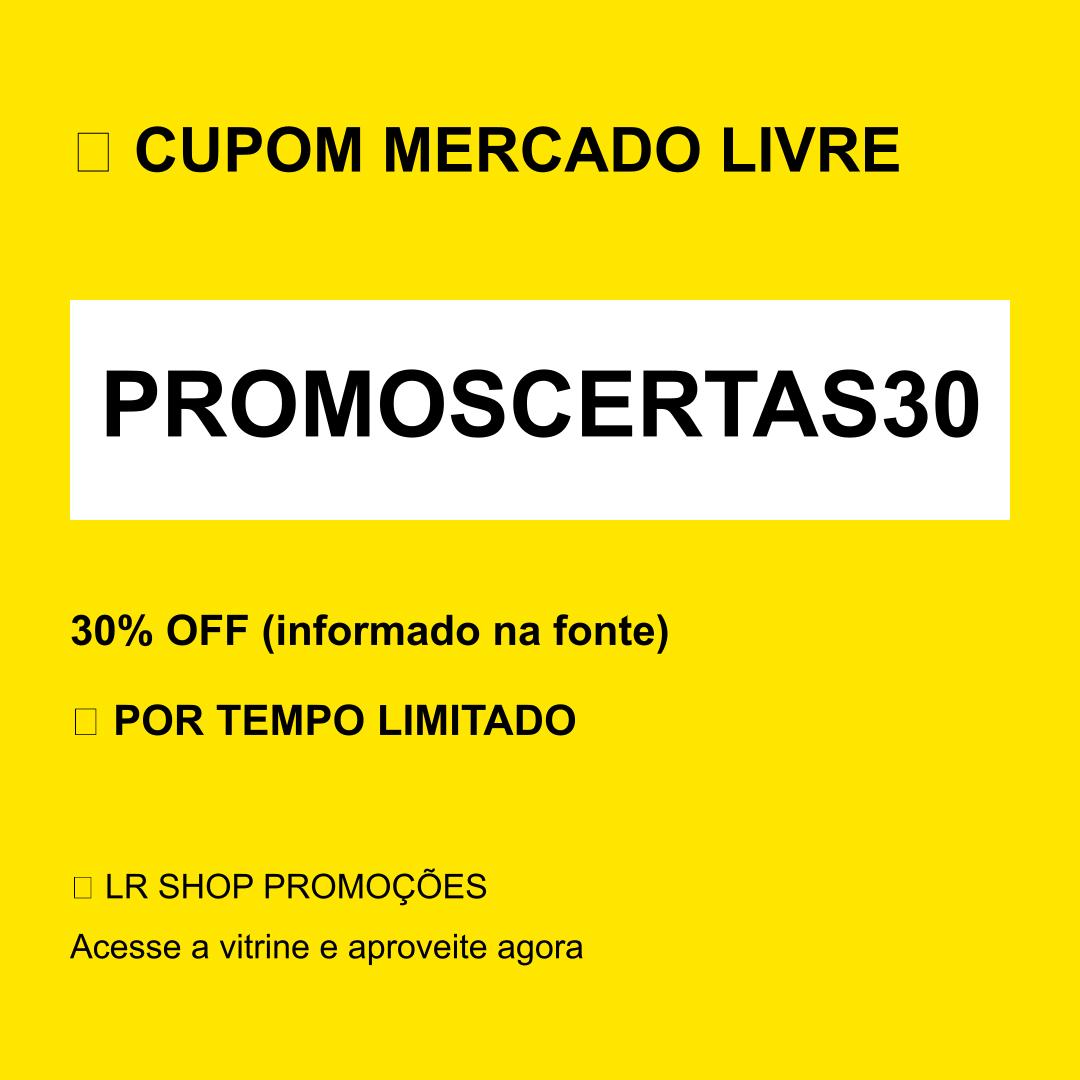 □ CUPOM MERCADO LIVRE
PROMOSCERTAS30
30% OFF (informado na fonte)
□ POR TEMPO LIMITADO
□ LR SHOP PROMOÇÕES
Acesse a vitrine e aproveite agora